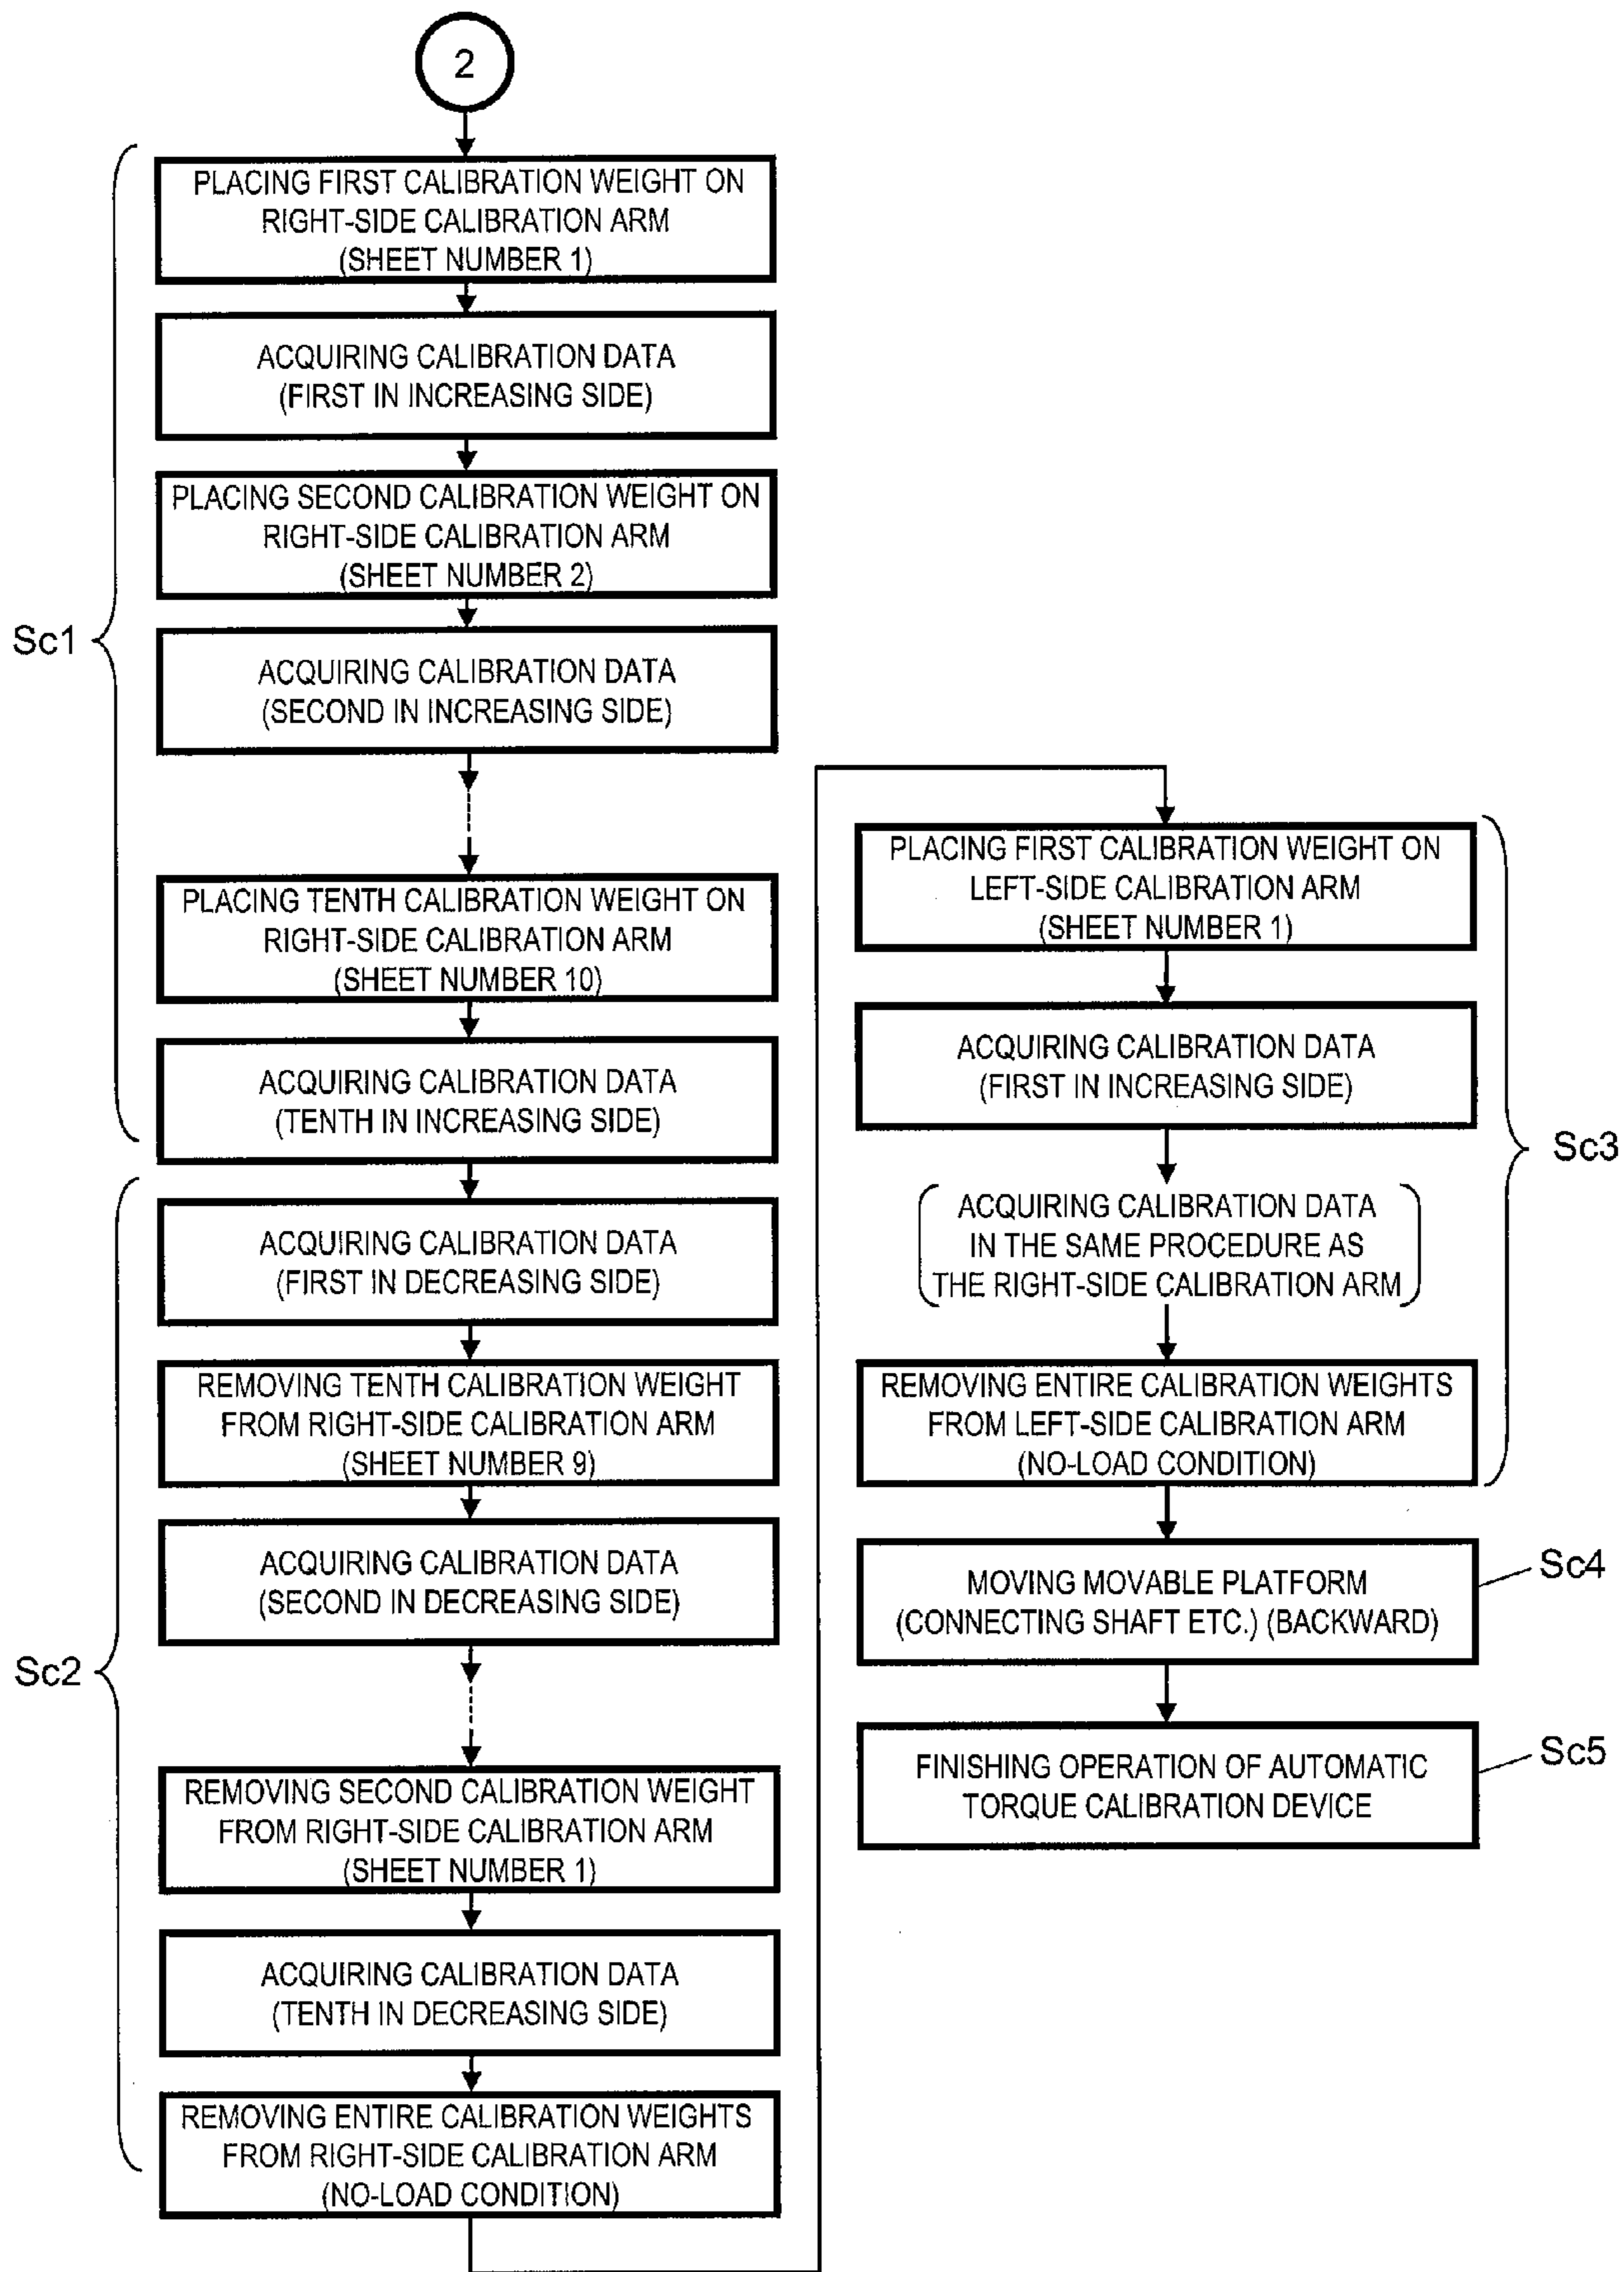 2
PLACING FIRST CALIBRATION WEIGHT ON
RIGHT-SIDE CALIBRATION ARM
(SHEET NUMBER 1)
ACQUIRING CALIBRATION DATA
(FIRST IN INCREASING SIDE)
PLACING SECOND CALIBRATION WEIGHT ON
RIGHT-SIDE CALIBRATION ARM
(SHEET NUMBER 2)
Sc1
ACQUIRING CALIBRATION DATA
(SECOND IN INCREASING SIDE)
PLACING TENTH CALIBRATION WEIGHT ON
RIGHT-SIDE CALIBRATION ARM
(SHEET NUMBER 10)
ACQUIRING CALIBRATION DATA
(TENTH IN INCREASING SIDE)
ACQUIRING CALIBRATION DATA
(FIRST IN DECREASING SIDE)
REMOVING TENTH CALIBRATION WEIGHT
FROM RIGHT-SIDE CALIBRATION ARM
(SHEET NUMBER 9)
ACQUIRING CALIBRATION DATA
(SECOND IN DECREASING SIDE)
Sc2
REMOVING SECOND CALIBRATION WEIGHT
FROM RIGHT-SIDE CALIBRATION ARM
(SHEET NUMBER 1)
ACQUIRING CALIBRATION DATA
(TENTH IN DECREASING SIDE)
REMOVING ENTIRE CALIBRATION WEIGHTS
FROM RIGHT-SIDE CALIBRATION ARM
(NO-LOAD CONDITION)
PLACING FIRST CALIBRATION WEIGHT ON
LEFT-SIDE CALIBRATION ARM
(SHEET NUMBER 1)
ACQUIRING CALIBRATION DATA
(FIRST IN INCREASING SIDE)
Sc3
ACQUIRING CALIBRATION DATA
IN THE SAME PROCEDURE AS
THE RIGHT-SIDE CALIBRATION ARM
REMOVING ENTIRE CALIBRATION WEIGHTS
FROM LEFT-SIDE CALIBRATION ARM
(NO-LOAD CONDITION)
MOVING MOVABLE PLATFORM
(CONNECTING SHAFT ETC.) (BACKWARD)
Sc4
FINISHING OPERATION OF AUTOMATIC
TORQUE CALIBRATION DEVICE
Sc5